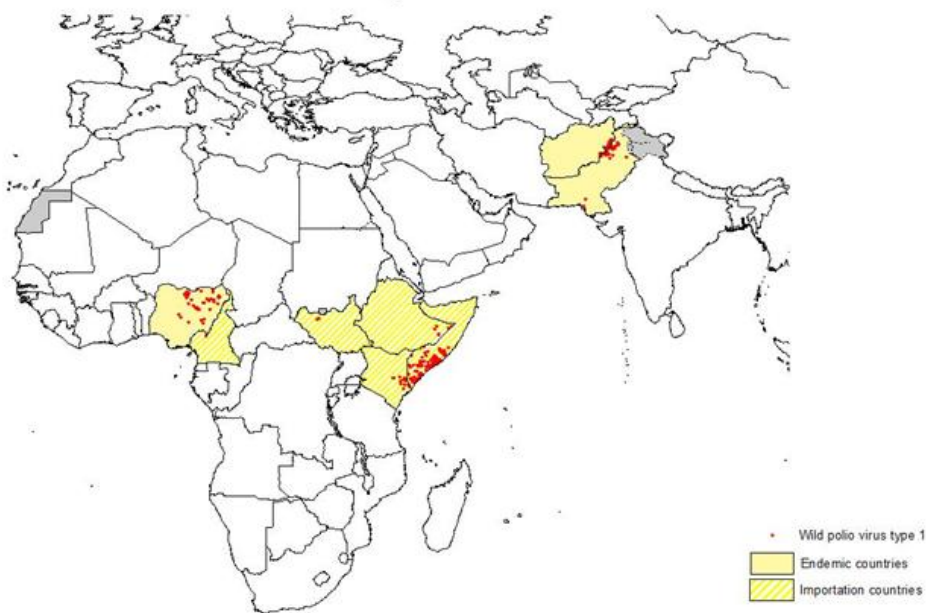 Wild polio virus type 1
Endemic countries
Importation countries